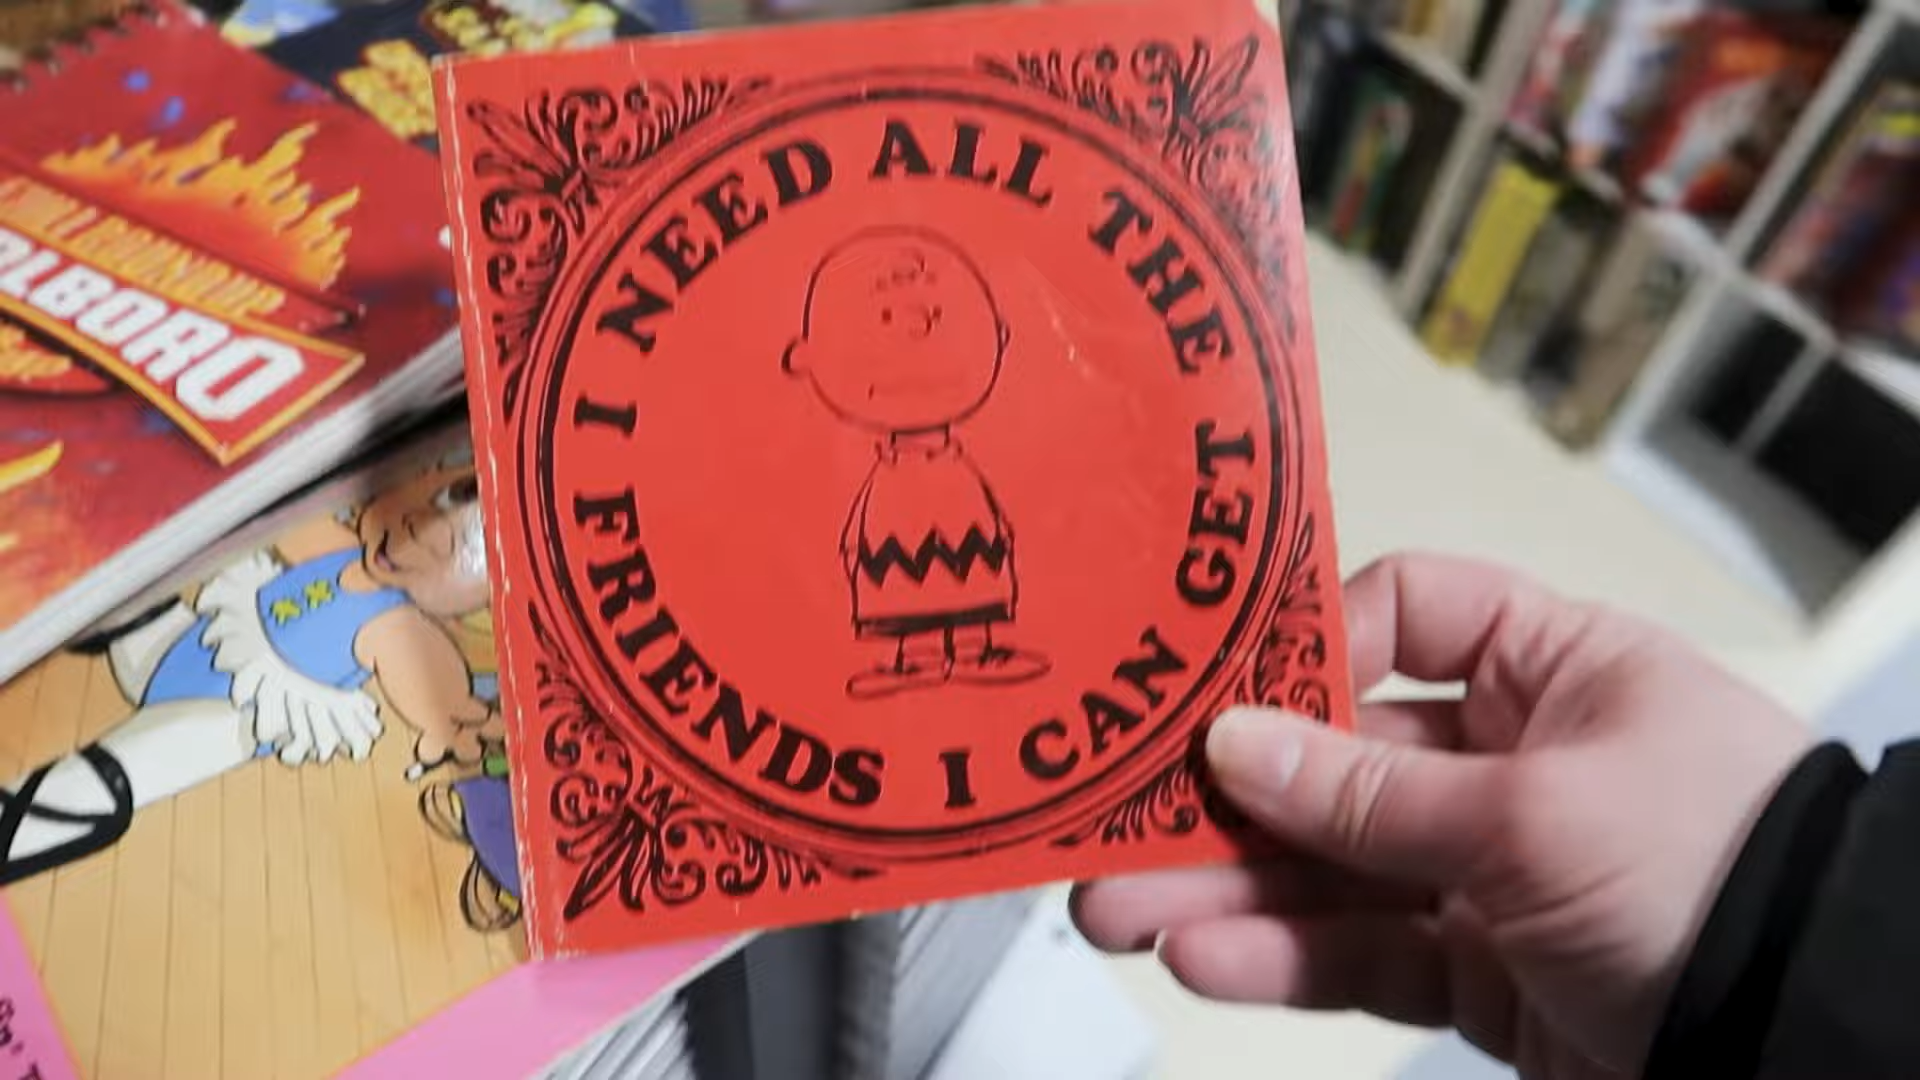 I NEED ALL THE FRIENDS I CAN GET
RLBORO